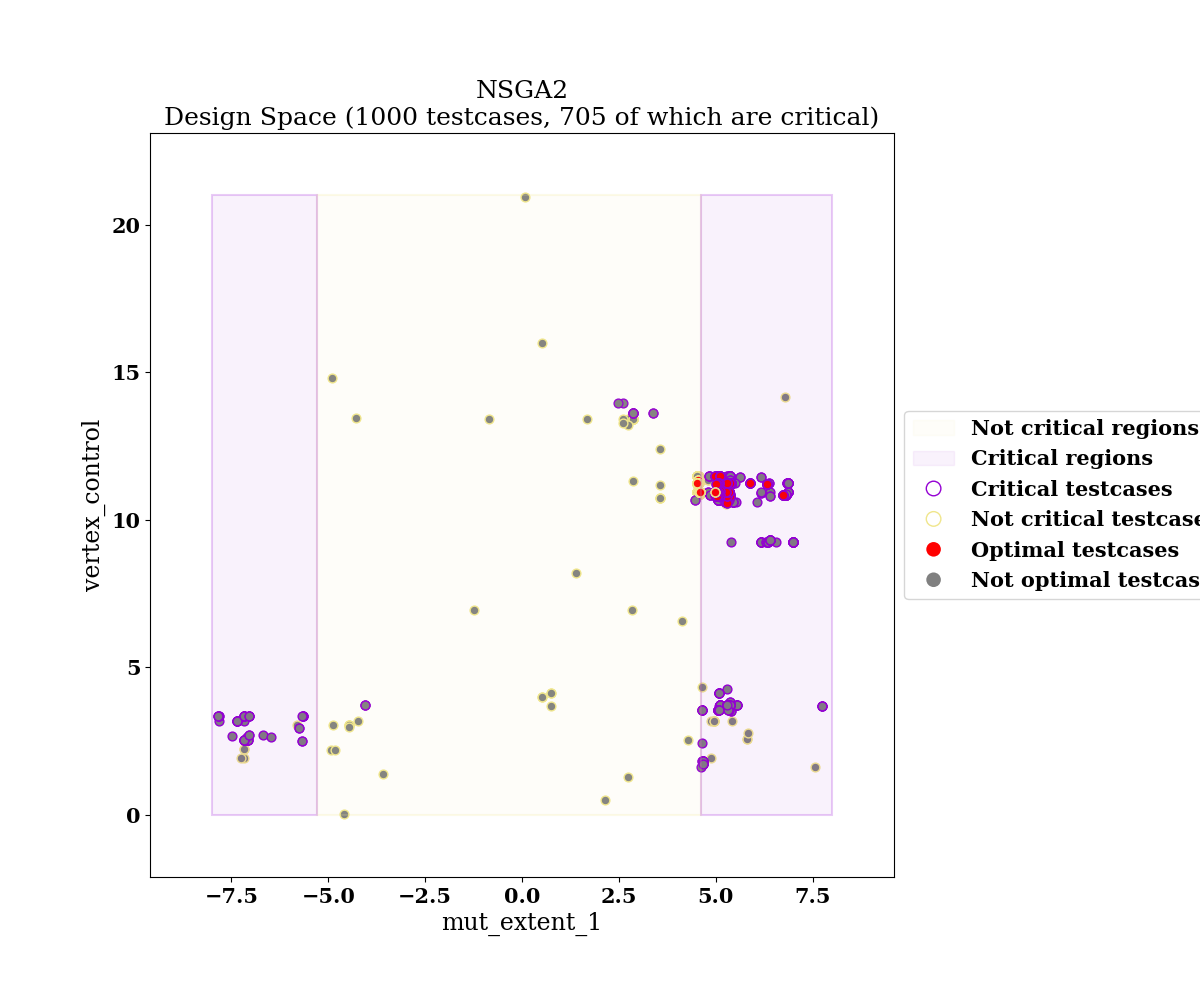 NSGA2
Design Space (1000 testcases, 705 of which are critical)
20
15
10
5
0
vertex_control
−7.5 −5.0 −2.5 0.0 2.5 5.0 7.5
mut_extent_1
Not critical regions
Critical regions
Critical testcases
Not critical testcase
Optimal testcases
Not optimal testcas